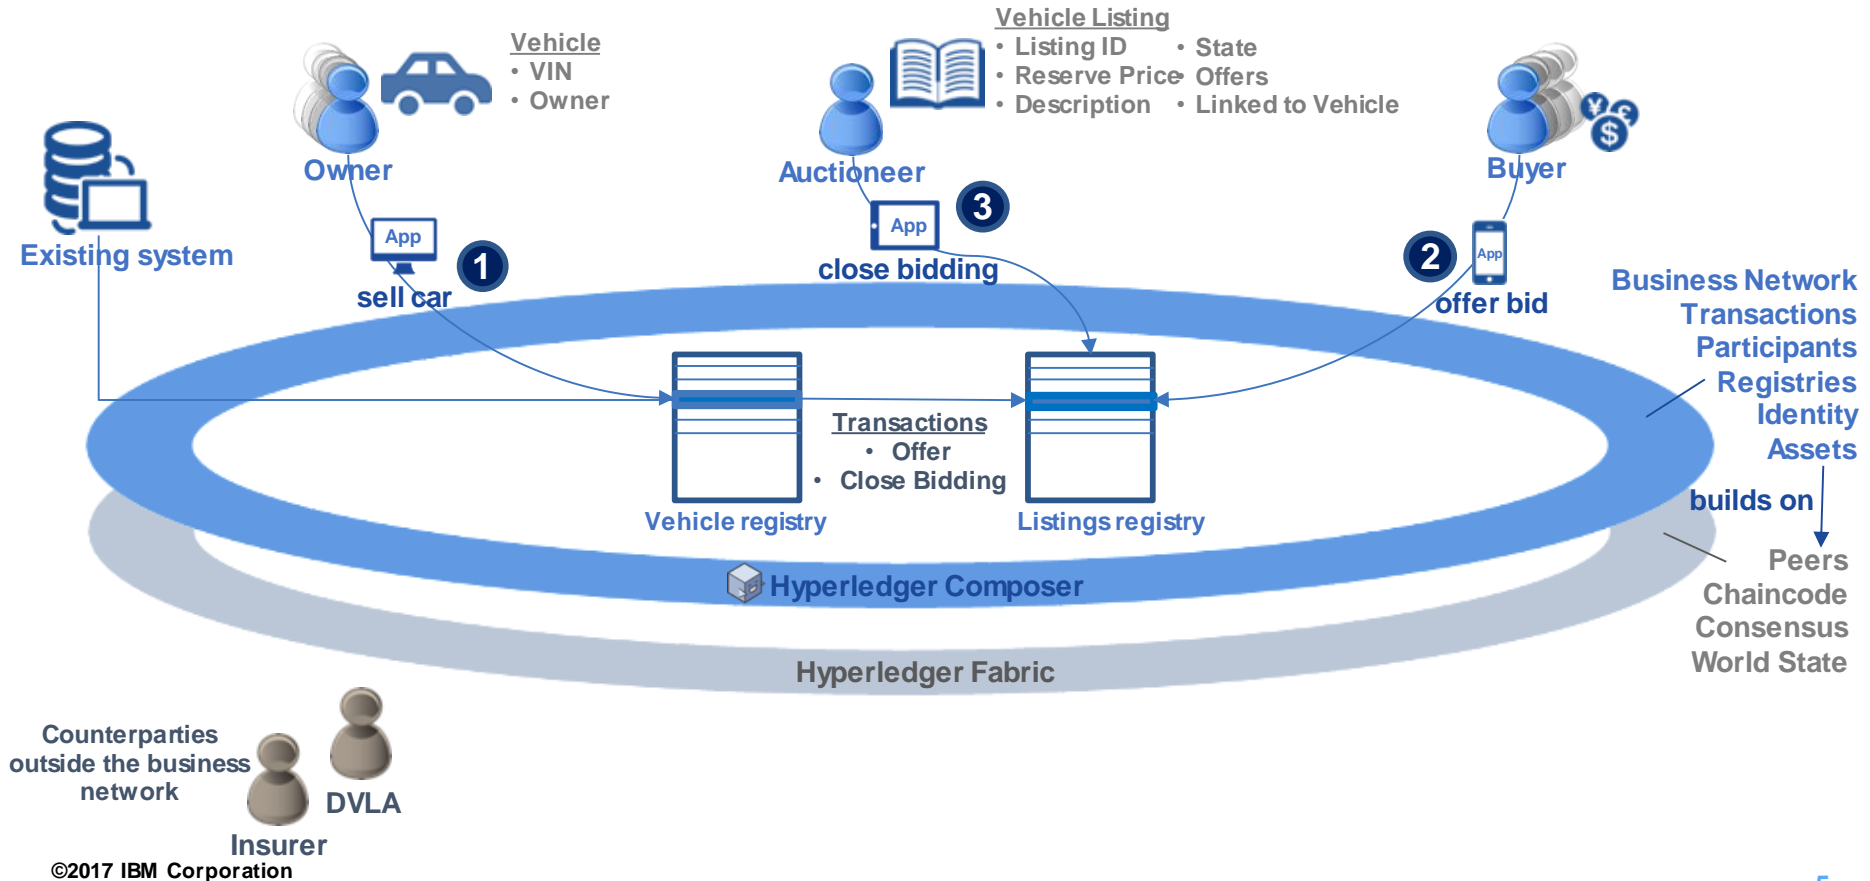 Vehicle
• VIN
• Owner
Vehicle Listing
• Listing ID
• Reserve Price
• Description
• State
• Offers
• Linked to Vehicle
Owner
Auctioneer
Buyer
¥ £
$
Existing system
App
1
sell car
App
3
close bidding
App
2
offer bid
Business Network
Transactions
Participants
Registries
Identity
Assets
builds on
Peers
Chaincode
Consensus
World State
Transactions
• Offer
• Close Bidding
Vehicle registry
Listings registry
Hyperledger Composer
Hyperledger Fabric
Counterparties
outside the business
network
DVLA
Insurer
©2017 IBM Corporation
5